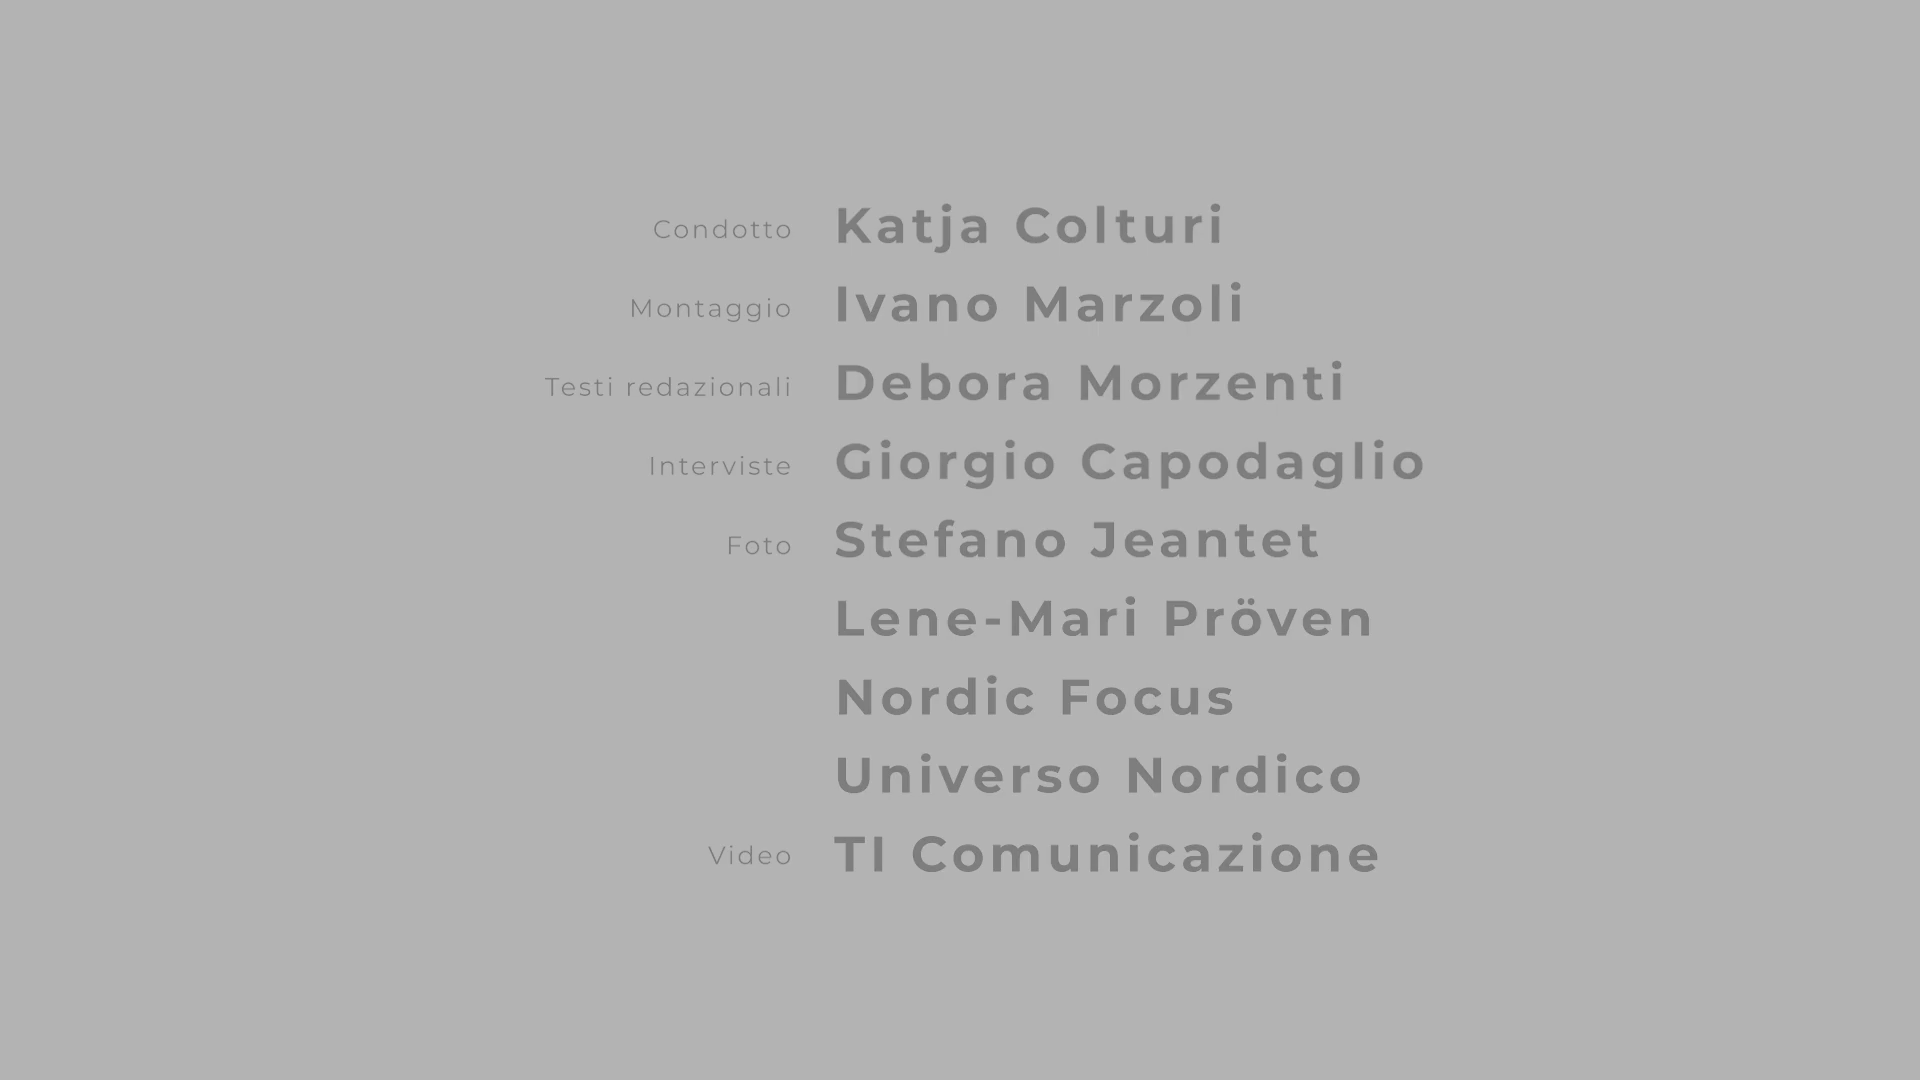 Condotto Katja Colturi
Montaggio Ivano Marzoli
Testi redazionali Debora Morzenti
Interviste Giorgio Capodaglio
Foto Stefano Jeantet
Lene-Mari Pröven
Nordic Focus
Universo Nordico
Video TI Comunicazione